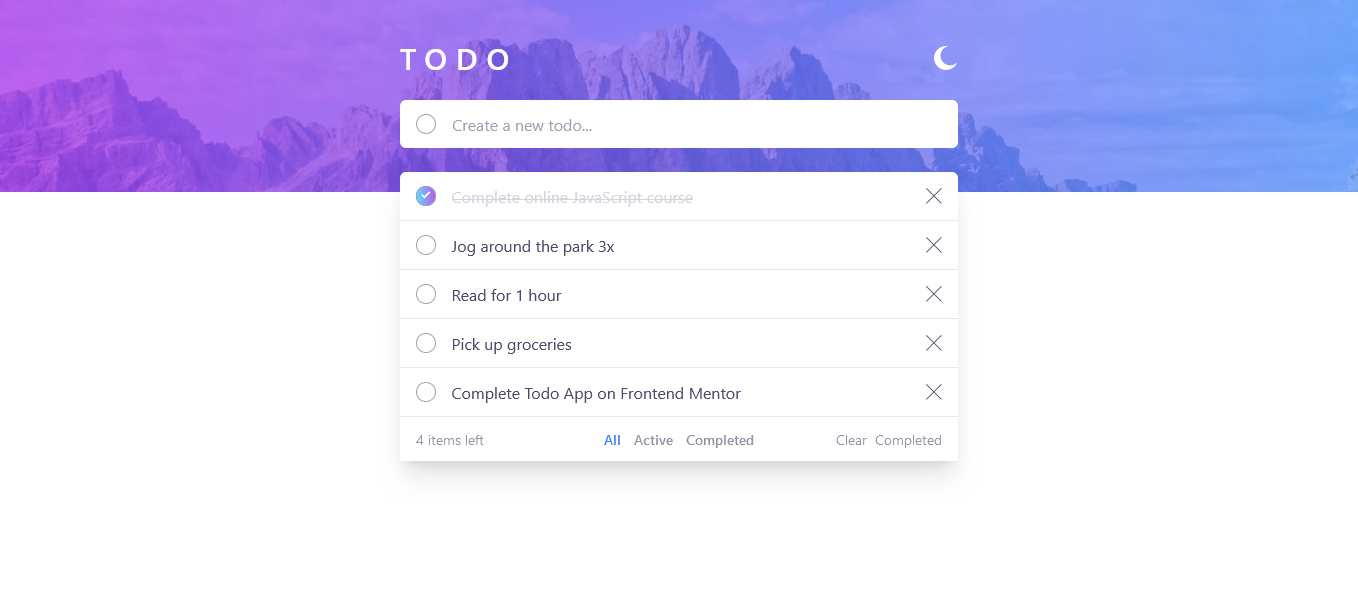 TODO
Create a new todo...
Complete online JavaScript course
Jog around the park 3x
Read for 1 hour
Pick up groceries
Complete Todo App on Frontend Mentor
4 items left All Active Completed Clear Completed